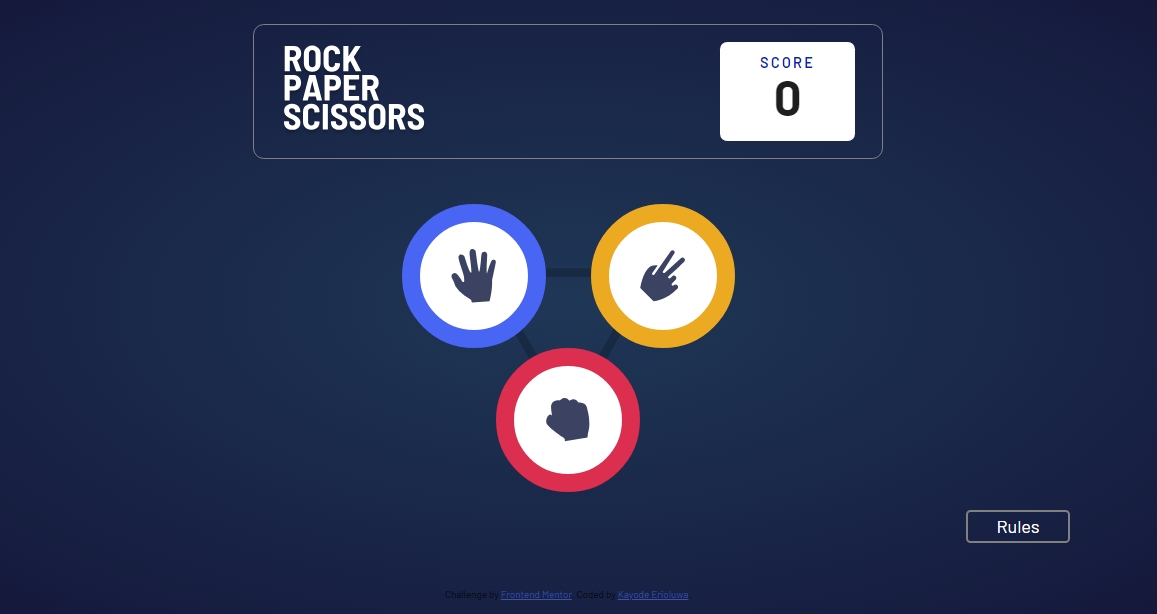 ROCK
PAPER
SCISSORS
SCORE
0
Rules
Challenge by Frontend Mentor. Coded by Kayode Erioluwa.